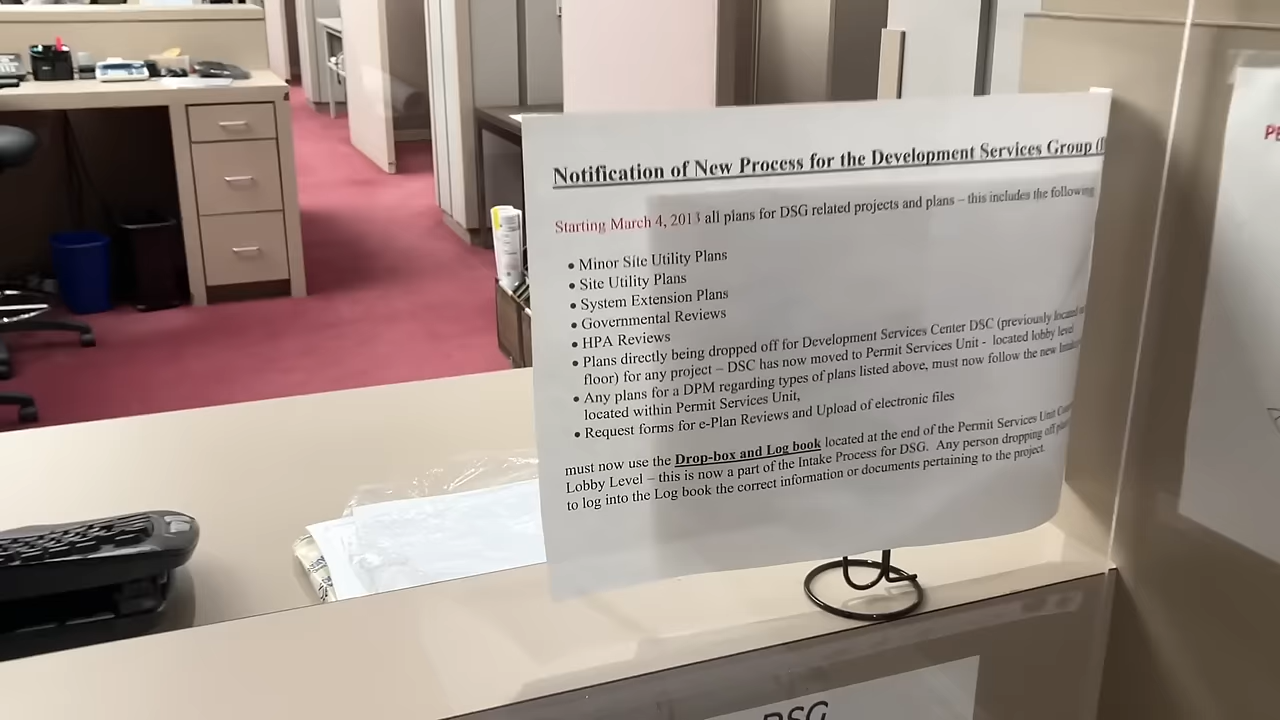 Notification of New Process for the Development Services Group
Starting March 4, 2013 all plans for DSG related projects and plans – this includes the following
• Minor Site Utility Plans
• Site Utility Plans
• System Extension Plans
• Governmental Reviews
• HPA Reviews
• Plans directly being dropped off for Development Services Center DSC (previously located
floor) for any project – DSC has now moved to Permit Services Unit - located lobby level
• Any plans for a DPM regarding types of plans listed above, must now follow the new
located within Permit Services Unit,
• Request forms for e-Plan Reviews and Upload of electronic files
must now use the Drop-box and Log book located at the end of the Permit Services Unit
Lobby Level – this is now a part of the Intake Process for DSG. Any person dropping off
to log into the Log book the correct information or documents pertaining to the project.
DSG